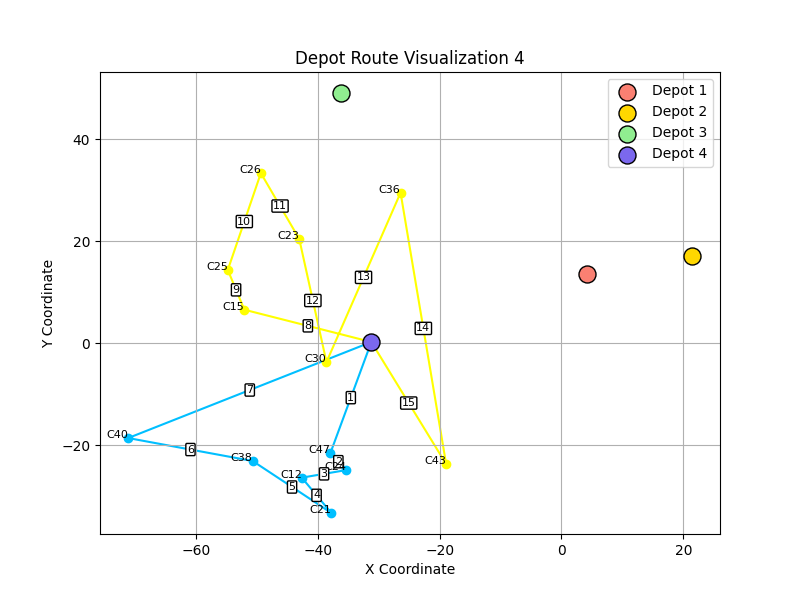 Depot Route Visualization 4
Depot 1
Depot 2
Depot 3
Depot 4
Y Coordinate
40
20
0
−20
C26
C36
11
10
C23
C25
13
9
12
C15
8
14
C30
7
1
15
C40
6
C47
C38
2
C43
3
C12
5
4
C21
−60
−40
−20
0
20
X Coordinate